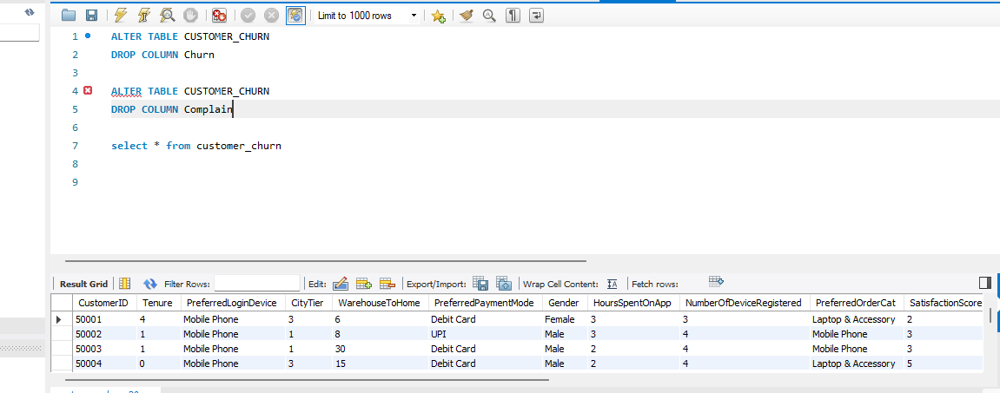 Limit to 1000 rows
1 ALTER TABLE CUSTOMER_CHURN
2 DROP COLUMN Churn
3
4 ALTER TABLE CUSTOMER_CHURN
5 DROP COLUMN Complain
6
7 select * from customer_churn
8
9
Result Grid Filter Rows: Edit: Export/Import: Wrap Cell Content: Fetch rows:
CustomerID Tenure PreferredLoginDevice CityTier WarehouseToHome PreferredPaymentMode Gender HoursSpentOnApp NumberOfDeviceRegistered PreferredOrderCat SatisfactionScore
50001 4 Mobile Phone 3 6 Debit Card Female 3 3 Laptop & Accessory 2
50002 1 Mobile Phone 1 8 UPI Male 3 4 Mobile Phone 3
50003 1 Mobile Phone 1 30 Debit Card Male 2 4 Mobile Phone 3
50004 0 Mobile Phone 3 15 Debit Card Male 2 4 Laptop & Accessory 5